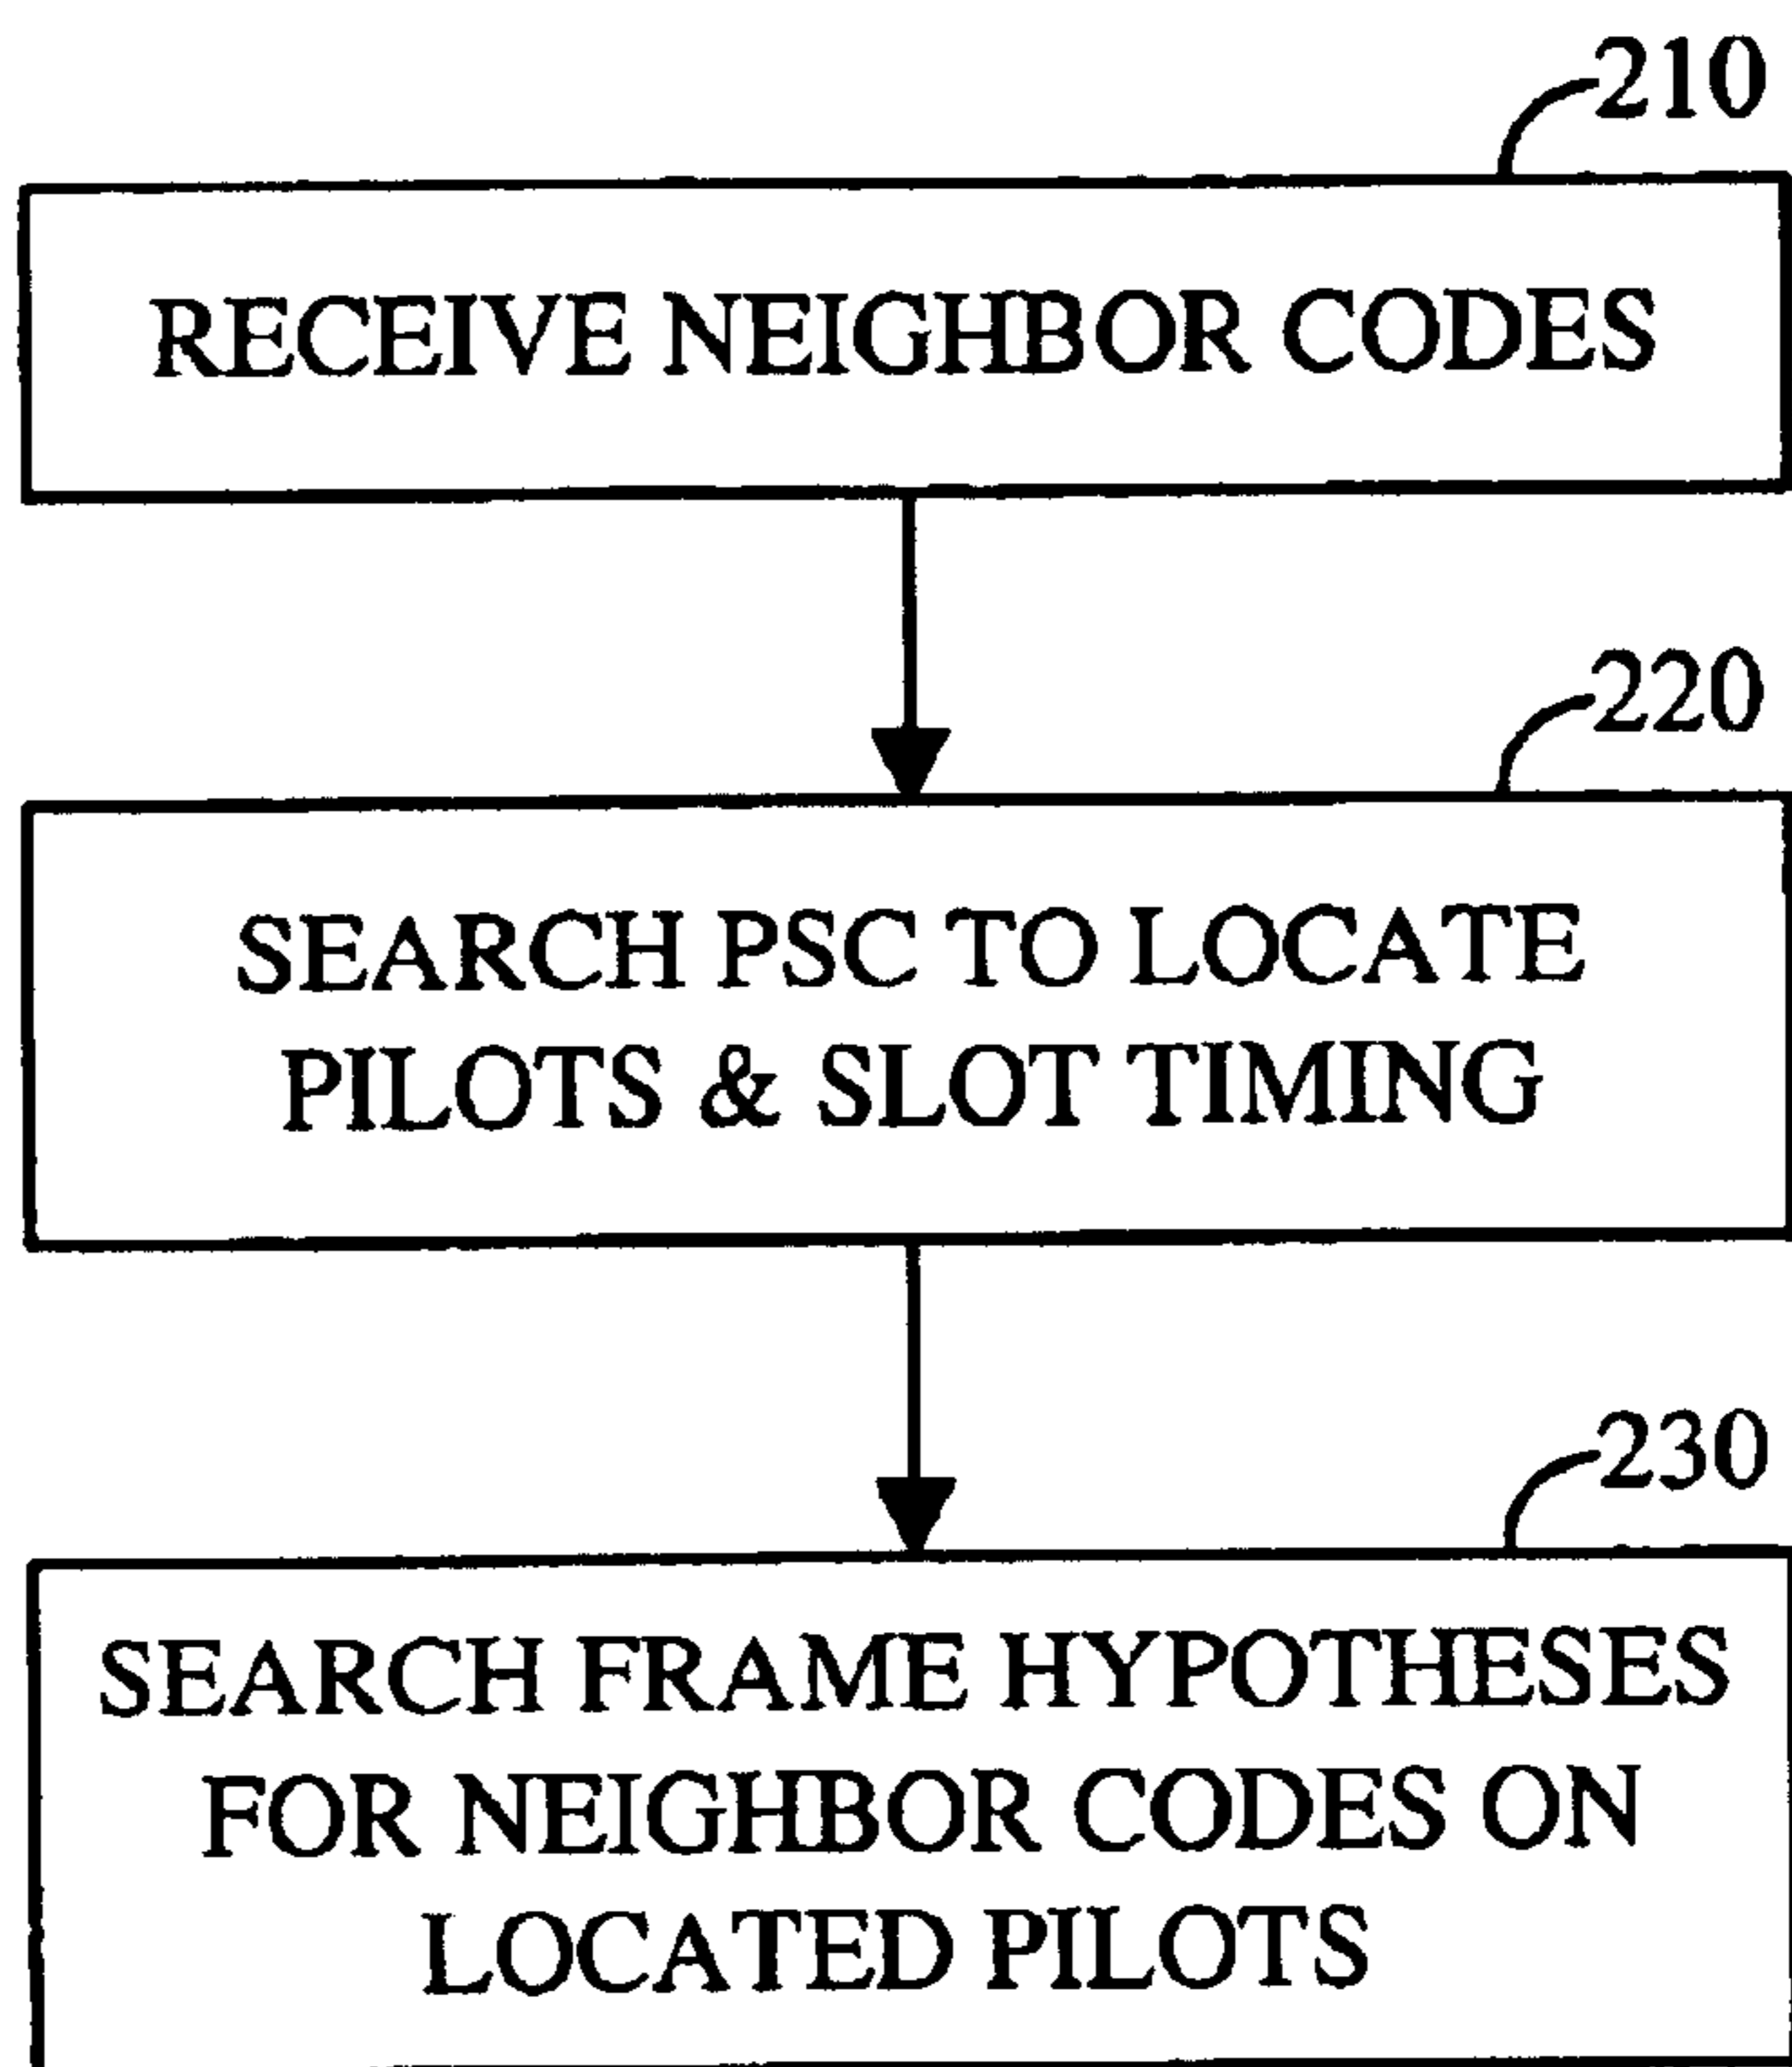 210
RECEIVE NEIGHBOR CODES
220
SEARCH PSC TO LOCATE
PILOTS & SLOT TIMING
230
SEARCH FRAME HYPOTHESES
FOR NEIGHBOR CODES ON
LOCATED PILOTS